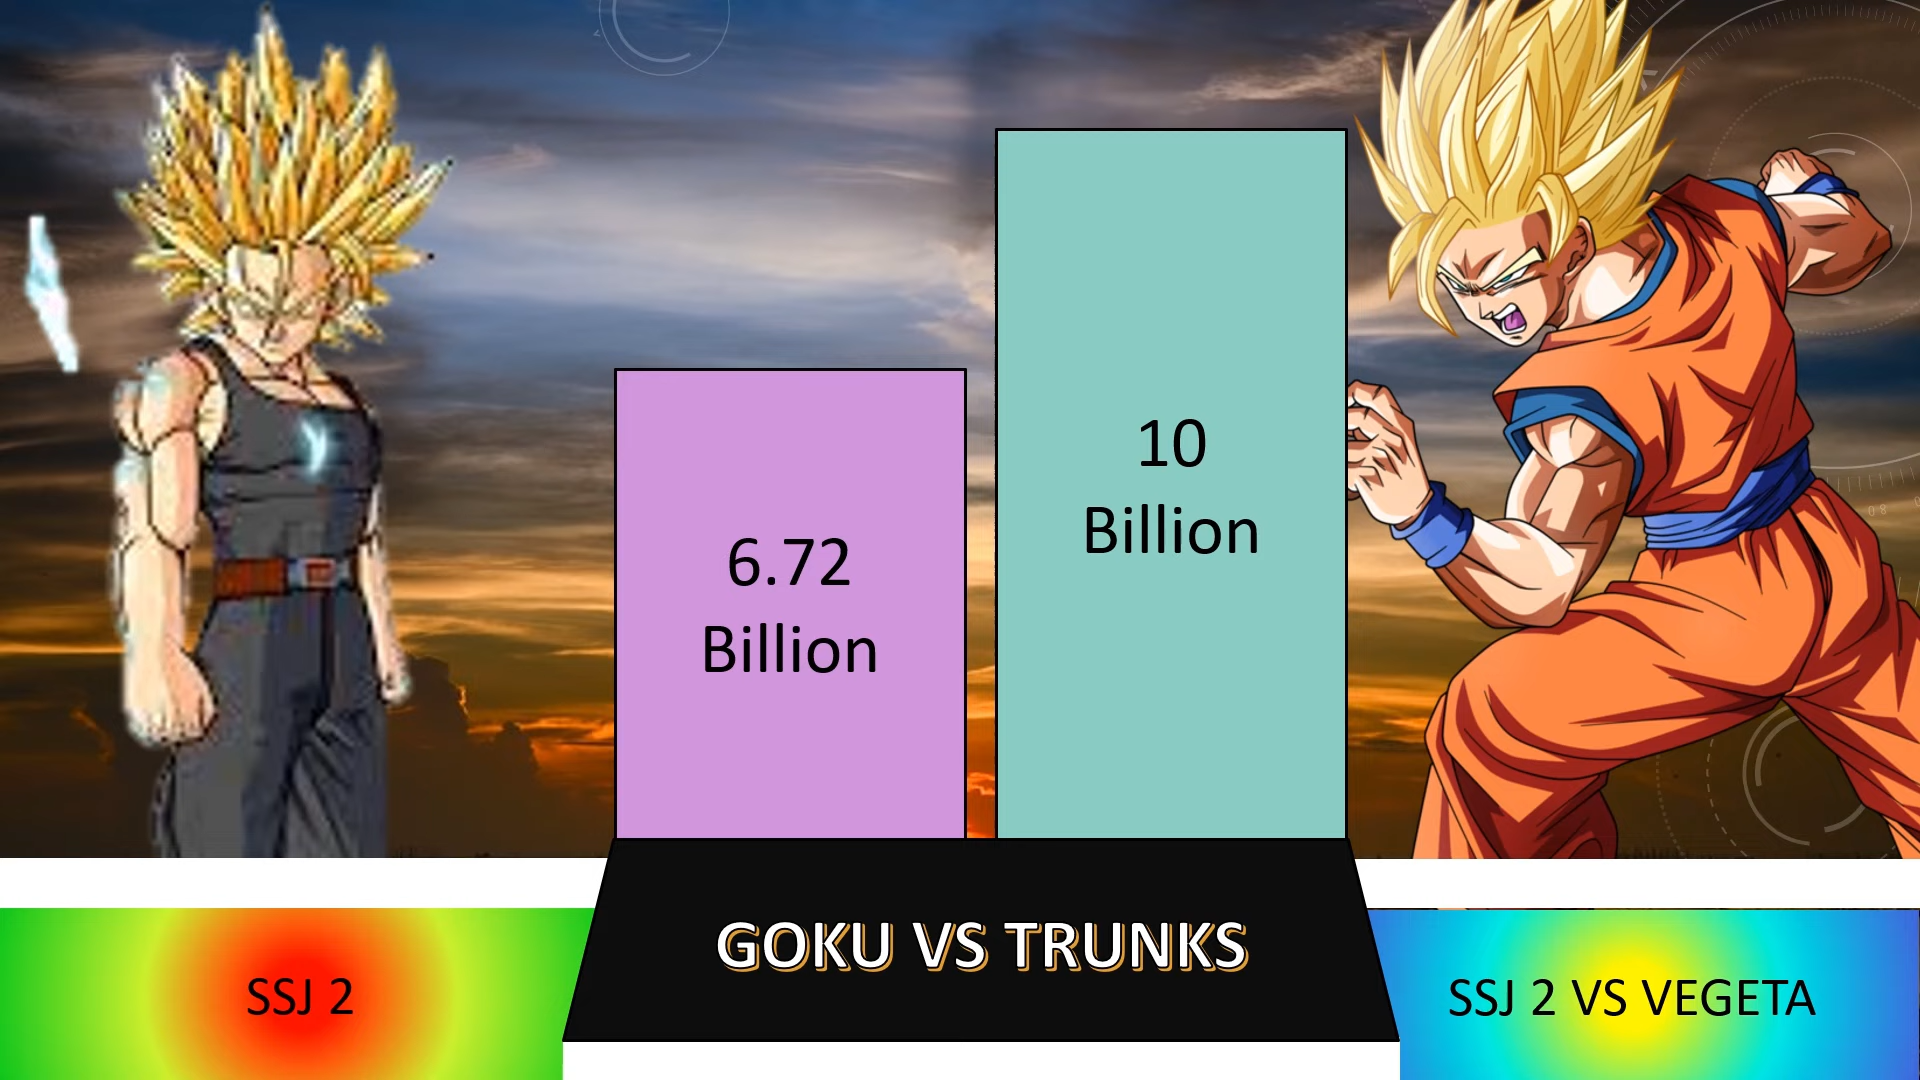 10
Billion
6.72
Billion
GOKU VS TRUNKS
SSJ 2
SSJ 2 VS VEGETA